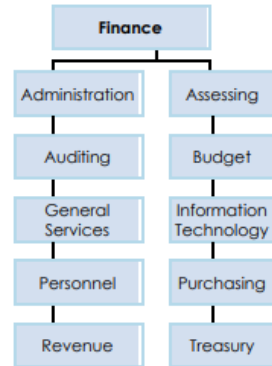 Finance
Administration
Assessing
Auditing
Budget
General
Services
Information
Technology
Personnel
Purchasing
Revenue
Treasury